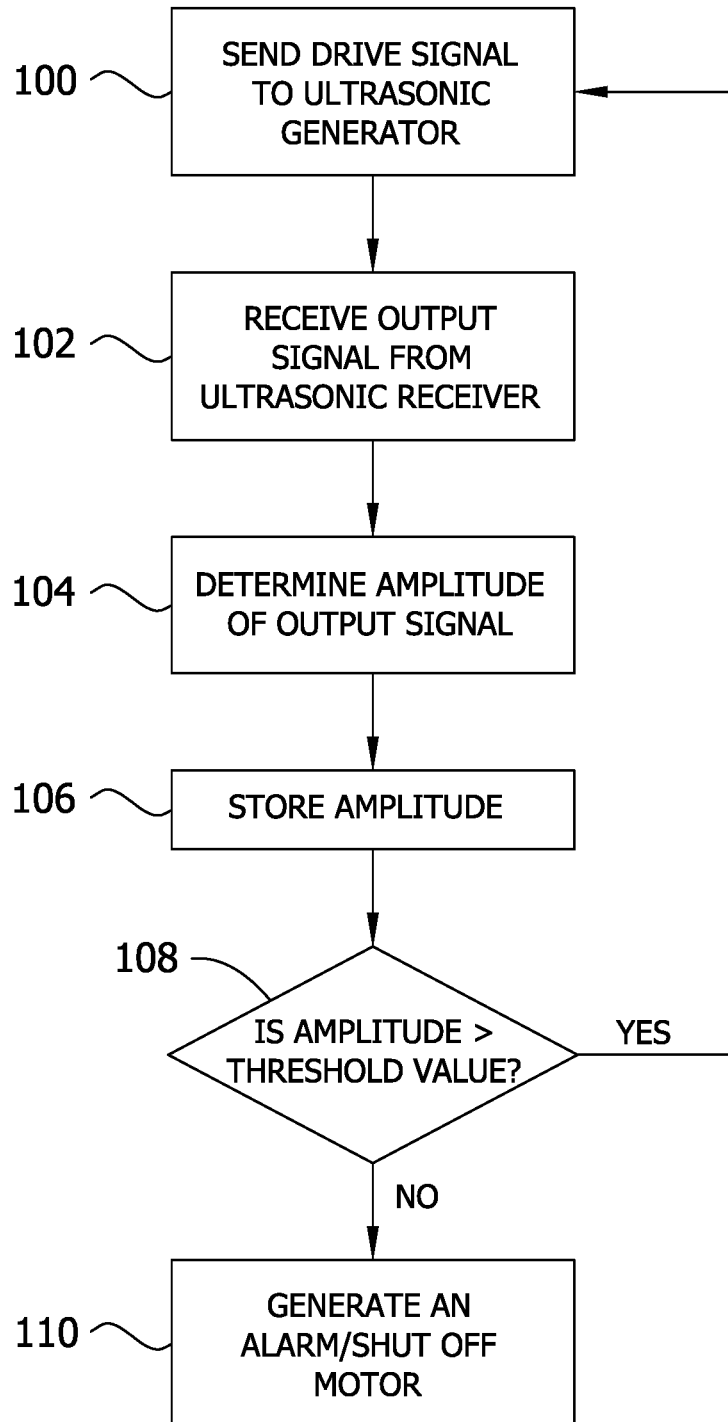 100
SEND DRIVE SIGNAL
TO ULTRASONIC
GENERATOR
102
RECEIVE OUTPUT
SIGNAL FROM
ULTRASONIC RECEIVER
104
DETERMINE AMPLITUDE
OF OUTPUT SIGNAL
106
STORE AMPLITUDE
108
IS AMPLITUDE >
THRESHOLD VALUE?
YES
NO
110
GENERATE AN
ALARM/SHUT OFF
MOTOR